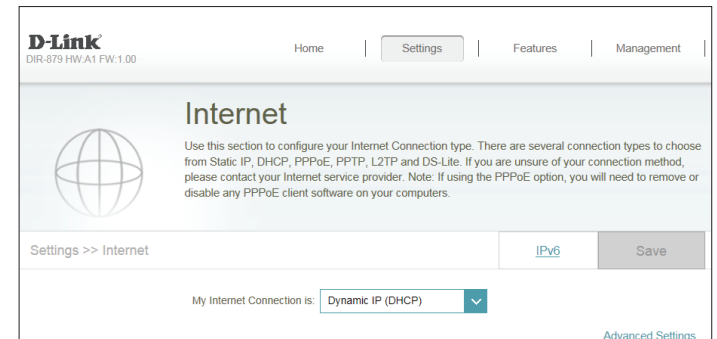 D-Link
DIR-879 HW:A1 FW:1.00
Home Settings Features Management
Internet
Use this section to configure your Internet Connection type. There are several connection types to choose
from Static IP, DHCP, PPPoE, PPTP, L2TP and DS-Lite. If you are unsure of your connection method,
please contact your Internet service provider. Note: If using the PPPoE option, you will need to remove or
disable any PPPoE client software on your computers.
Settings >> Internet IPv6 Save
My Internet Connection is: Dynamic IP (DHCP)
Advanced Settings